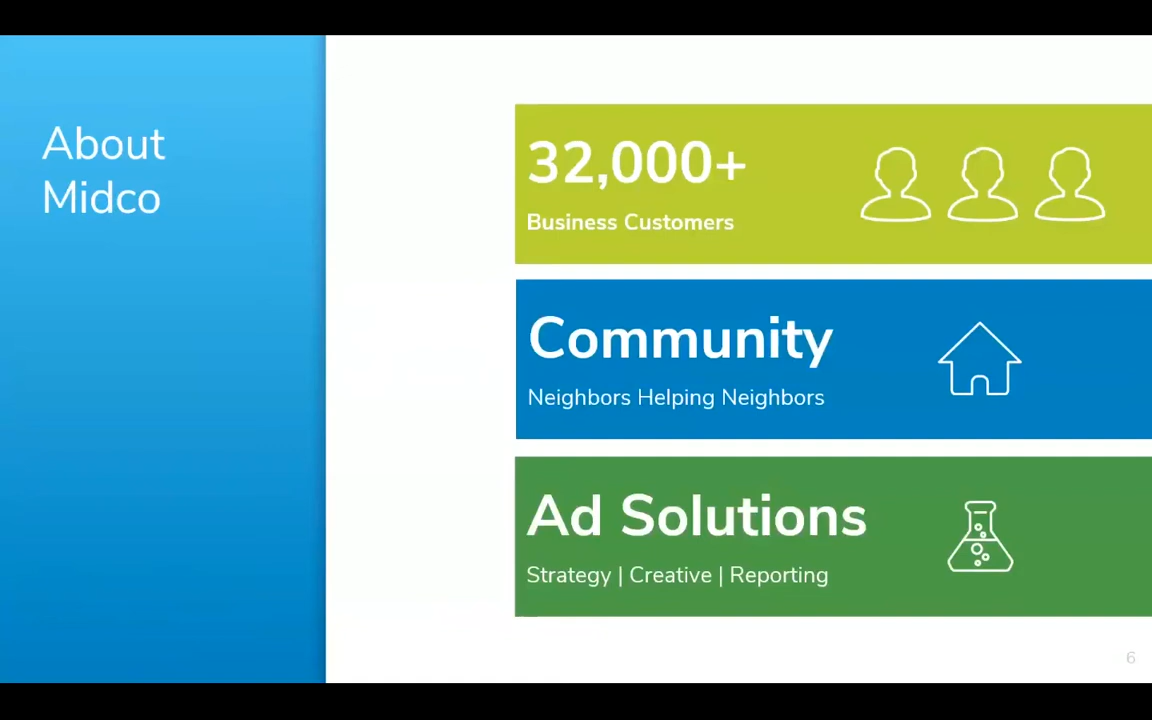 About
Midco
32,000+
Business Customers
Community
Neighbors Helping Neighbors
Ad Solutions
Strategy | Creative | Reporting
6